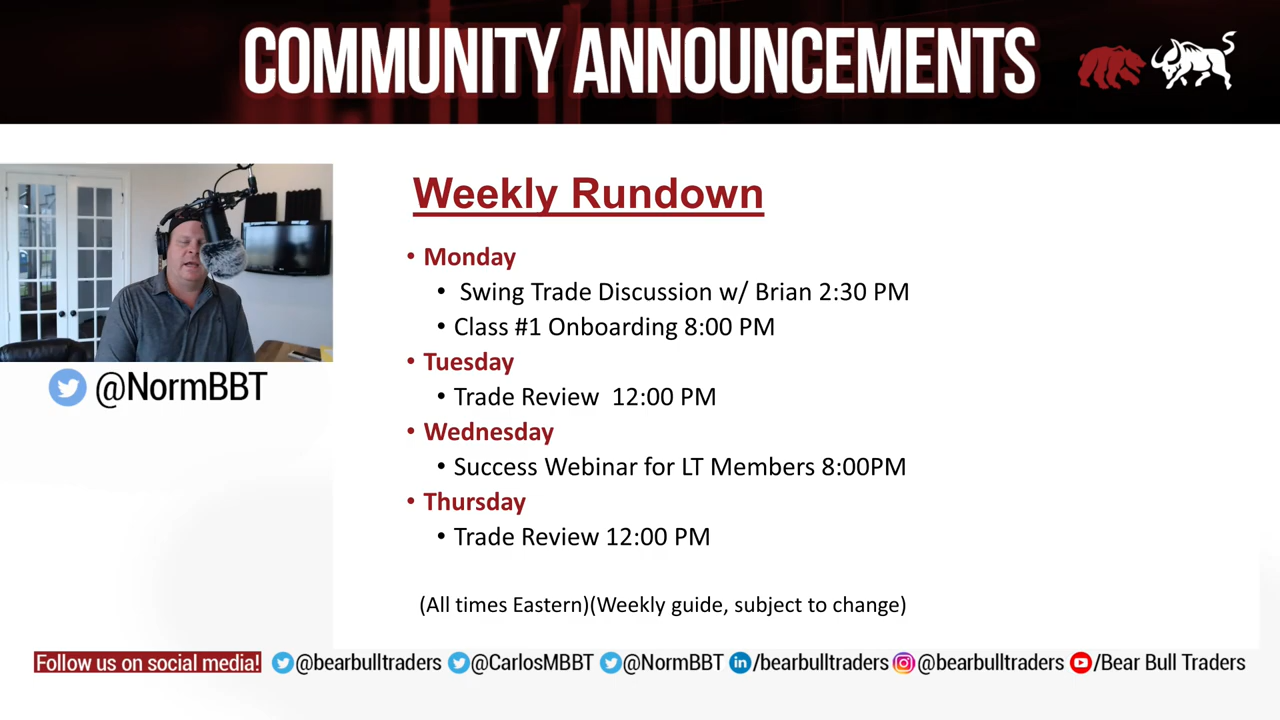 COMMUNITY ANNOUNCEMENTS
@NormBBT
Weekly Rundown
• Monday
• Swing Trade Discussion w/ Brian 2:30 PM
• Class #1 Onboarding 8:00 PM
• Tuesday
• Trade Review 12:00 PM
• Wednesday
• Success Webinar for LT Members 8:00PM
• Thursday
• Trade Review 12:00 PM
(All times Eastern)(Weekly guide, subject to change)
Follow us on social media! @bearbulltraders @CarlosMBBT @NormBBT /bearbulltraders @bearbulltraders /Bear Bull Traders